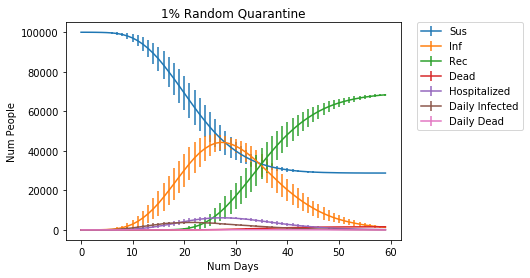 1% Random Quarantine
100000
80000
60000
40000
20000
0
Num People
0 10 20 30 40 50 60
Num Days
Sus
Inf
Rec
Dead
Hospitalized
Daily Infected
Daily Dead